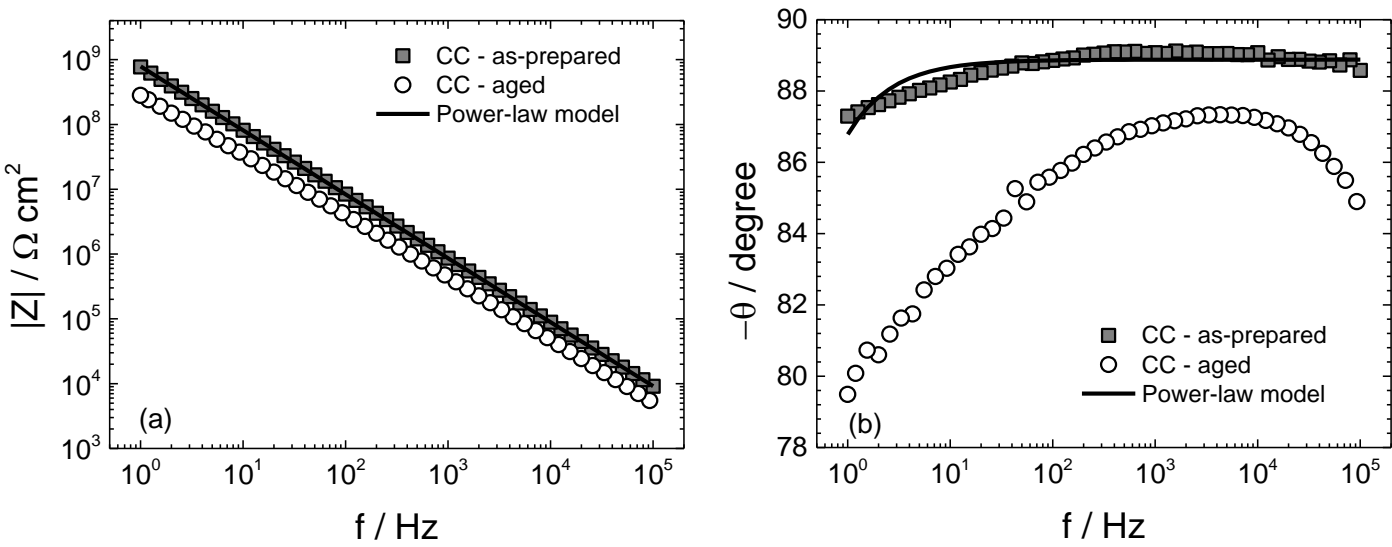 |Z| / Ω cm²
10⁹
10⁸
10⁷
10⁶
10⁵
10⁴
10³
CC - as-prepared
CC - aged
Power-law model
(a)
10⁰ 10¹ 10² 10³ 10⁴ 10⁵
f / Hz
−θ / degree
90
88
86
84
82
80
78
CC - as-prepared
CC - aged
Power-law model
(b)
10⁰ 10¹ 10² 10³ 10⁴ 10⁵
f / Hz